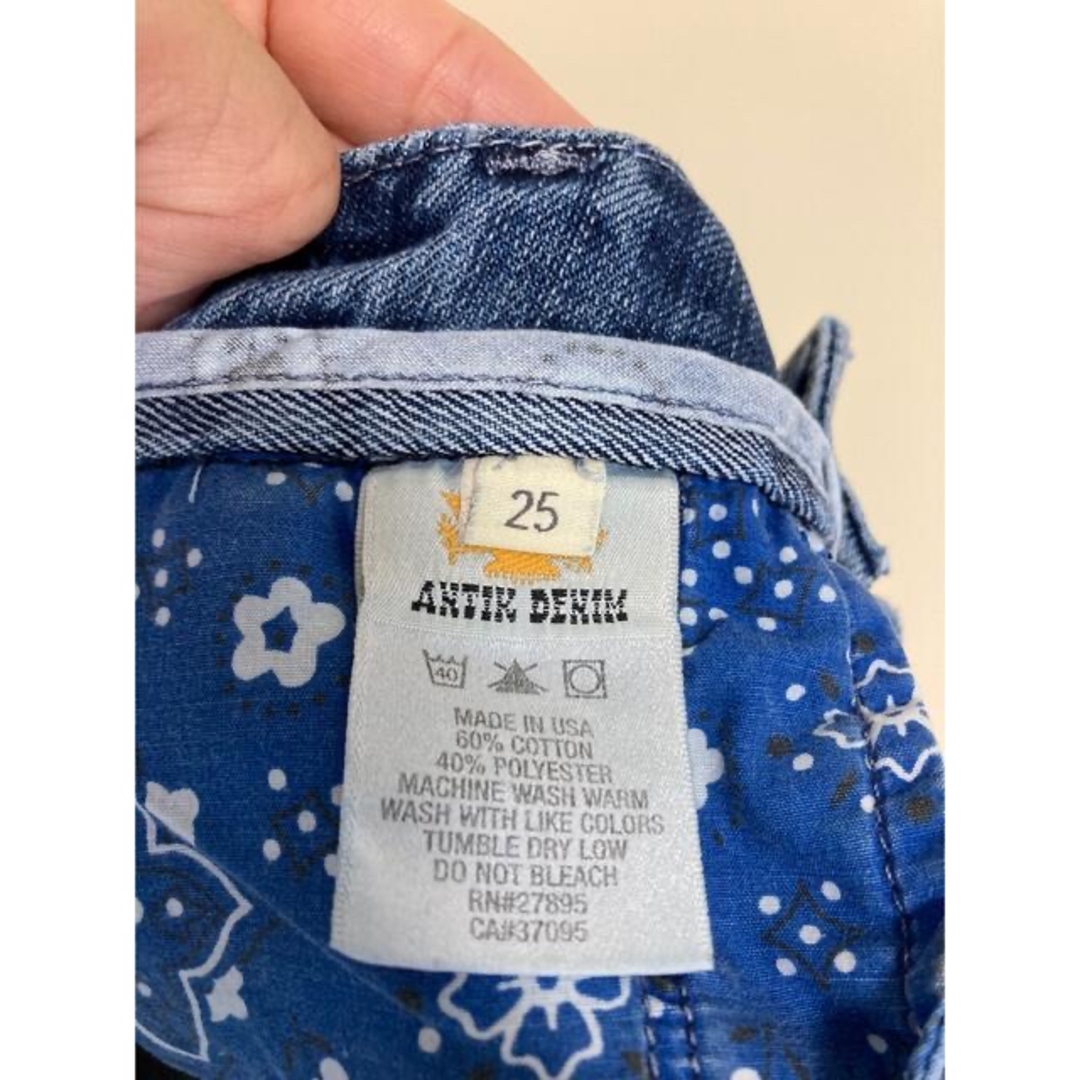 25
ANTIK DENIM
40
MADE IN USA
60% COTTON
40% POLYESTER
MACHINE WASH WARM
WASH WITH LIKE COLORS
TUMBLE DRY LOW
DO NOT BLEACH
RN#27895
CA#37095